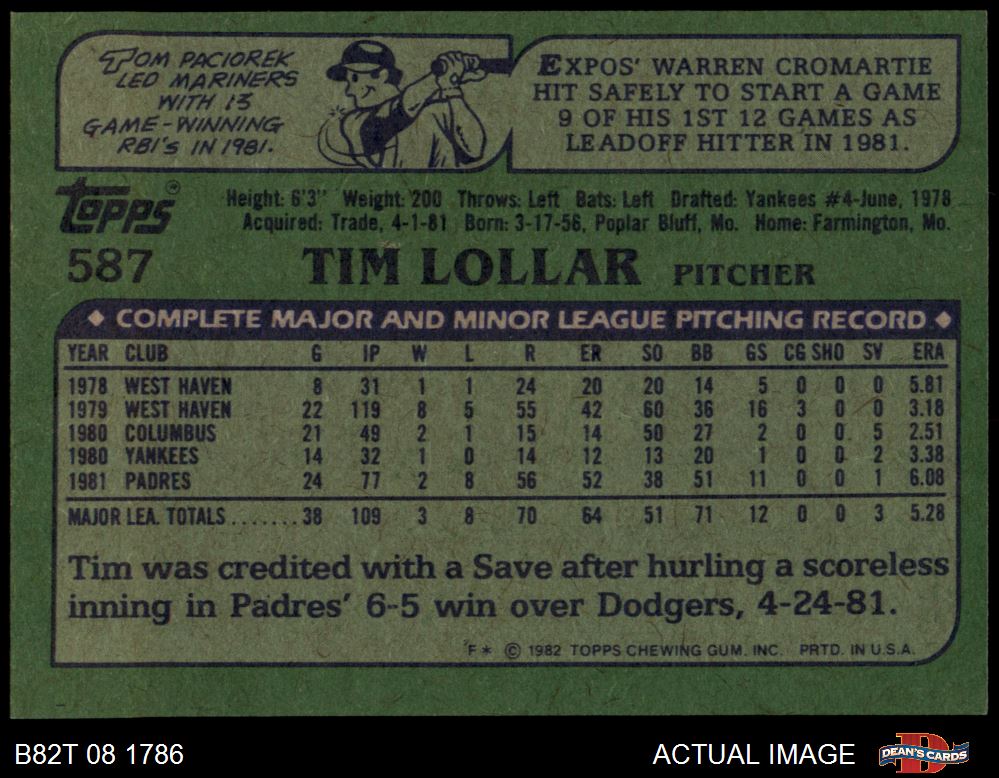 TOM PACIOREK
LED MARINERS
WITH 13
GAME-WINNING
RBI'S IN 1981.
EXPOS' WARREN CROMARTIE
HIT SAFELY TO START A GAME
9 OF HIS 1ST 12 GAMES AS
LEADOFF HITTER IN 1981.
Topps®
Height: 6'3" Weight: 200 Throws: Left Bats: Left Drafted: Yankees #4-June, 1978
Acquired: Trade, 4-1-81 Born: 3-17-56, Poplar Bluff, Mo. Home: Farmington, Mo.
587 TIM LOLLAR PITCHER
◆ COMPLETE MAJOR AND MINOR LEAGUE PITCHING RECORD ◆
YEAR CLUB G IP W L R ER SO BB GS CG SHO SV ERA
1978 WEST HAVEN 8 31 1 1 24 20 20 14 5 0 0 0 5.81
1979 WEST HAVEN 22 119 8 5 55 42 60 36 16 3 0 0 3.18
1980 COLUMBUS 21 49 2 1 15 14 50 27 2 0 0 5 2.51
1980 YANKEES 14 32 1 0 14 12 13 20 1 0 0 2 3.38
1981 PADRES 24 77 2 8 56 52 38 51 11 0 0 1 6.08
MAJOR LEA. TOTALS.......38 109 3 8 70 64 51 71 12 0 0 3 5.28
Tim was credited with a Save after hurling a scoreless
inning in Padres' 6-5 win over Dodgers, 4-24-81.
F* © 1982 TOPPS CHEWING GUM, INC. PRTD. IN U.S.A.
B82T 08 1786 ACTUAL IMAGE DEAN'S CARDS